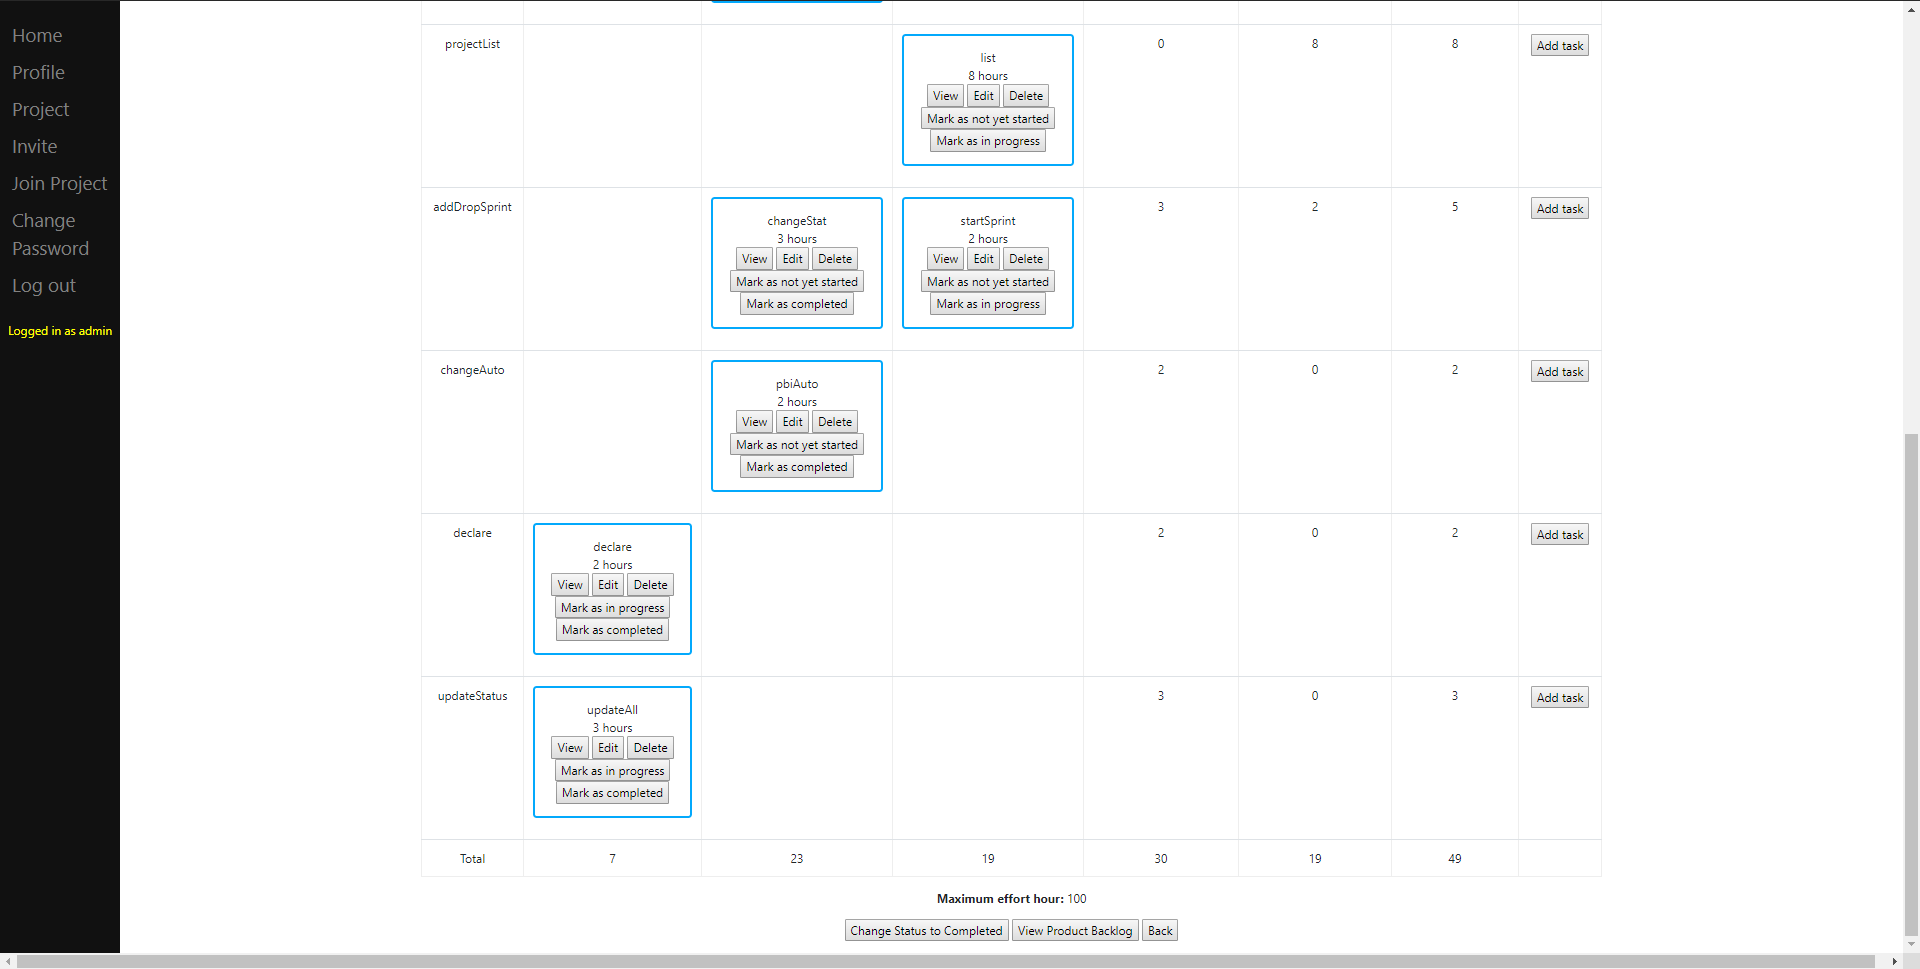 Home
Profile
Project
Invite
Join Project
Change
Password
Log out
Logged in as admin
projectList
list
8 hours
View Edit Delete
Mark as not yet started
Mark as in progress
0 8 8 Add task
addDropSprint
changeStat
3 hours
View Edit Delete
Mark as not yet started
Mark as completed
startSprint
2 hours
View Edit Delete
Mark as not yet started
Mark as in progress
3 2 5 Add task
changeAuto
pbiAuto
2 hours
View Edit Delete
Mark as not yet started
Mark as completed
2 0 2 Add task
declare
declare
2 hours
View Edit Delete
Mark as in progress
Mark as completed
2 0 2 Add task
updateStatus
updateAll
3 hours
View Edit Delete
Mark as in progress
Mark as completed
3 0 3 Add task
Total 7 23 19 30 19 49
Maximum effort hour: 100
Change Status to Completed View Product Backlog Back